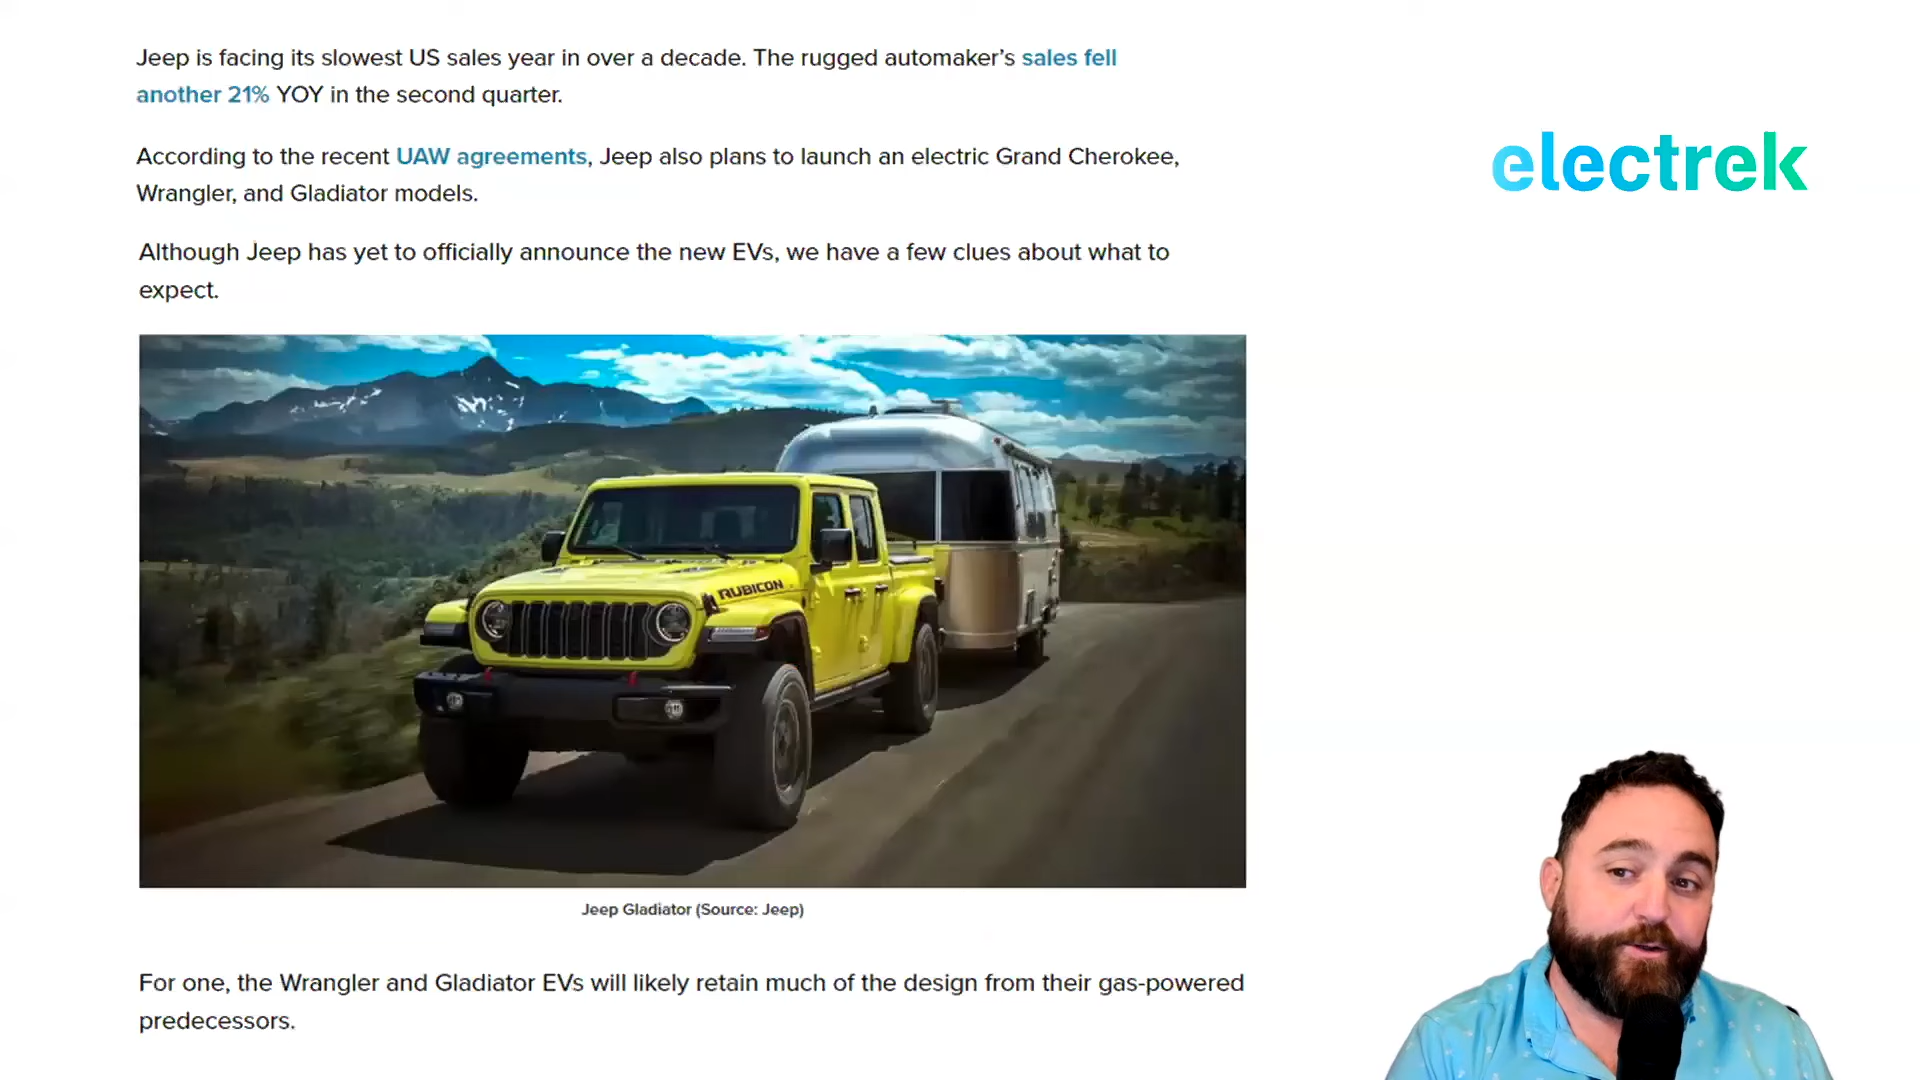 Jeep is facing its slowest US sales year in over a decade. The rugged automaker’s sales fell
another 21% YOY in the second quarter.
electrek
According to the recent UAW agreements, Jeep also plans to launch an electric Grand Cherokee,
Wrangler, and Gladiator models.
Although Jeep has yet to officially announce the new EVs, we have a few clues about what to
expect.
RUBICON
Jeep Gladiator (Source: Jeep)
For one, the Wrangler and Gladiator EVs will likely retain much of the design from their gas-powered
predecessors.